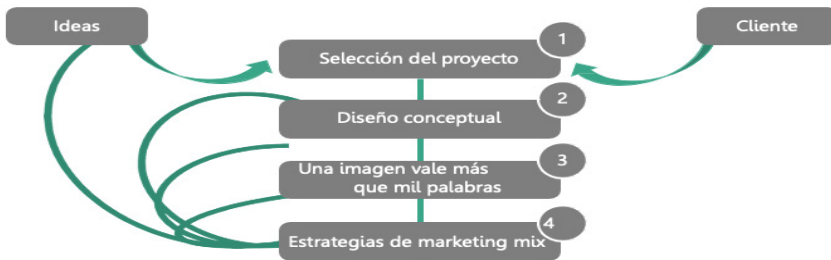 Ideas
Cliente
1
Selección del proyecto
2
Diseño conceptual
3
Una imagen vale más
que mil palabras
4
Estrategias de marketing mix